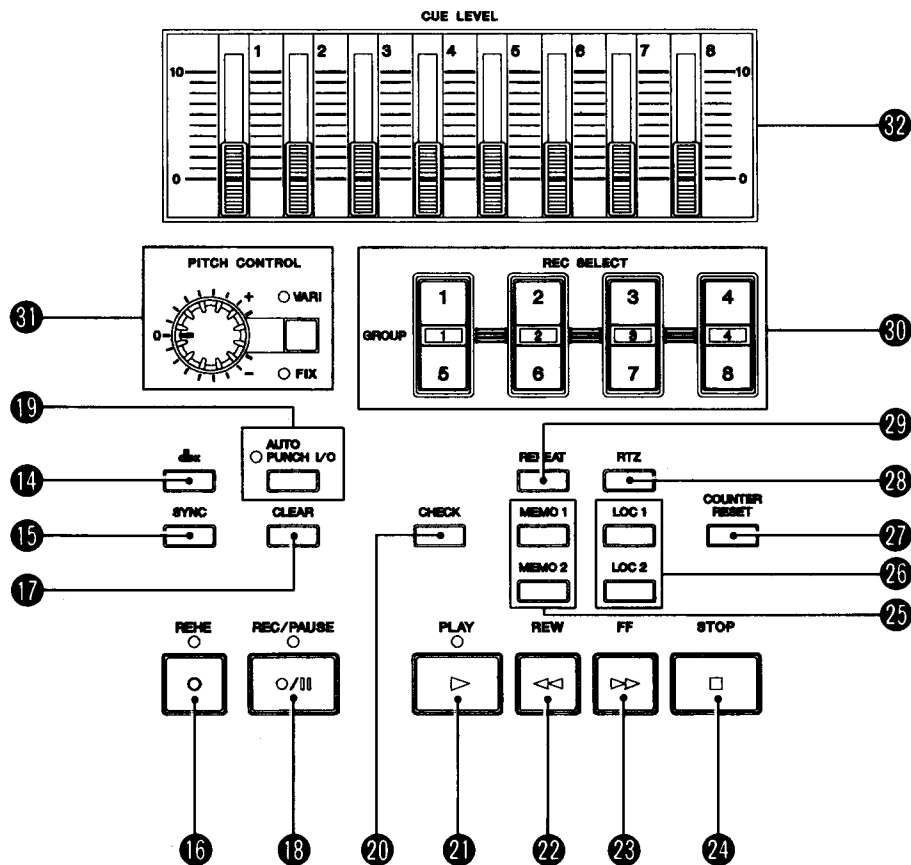 CUE LEVEL
1 2 3 4 5 6 7 8
10 10
32
0 0
PITCH CONTROL
REC SELECT
+ VARI
31
0
- FIX
1 2 3 4
GROUP 1 2 3 4
30
5 6 7 8
19
AUTO
PUNCH I/O
29
14 dbx
REPEAT RTZ
28
15 SYNC CLEAR CHECK MEMO 1 LOC 1 COUNTER
RESET
27
17
MEMO 2 LOC 2
26
25
REHE REC/PAUSE PLAY REW FF STOP
16 18 20 21 22 23 24